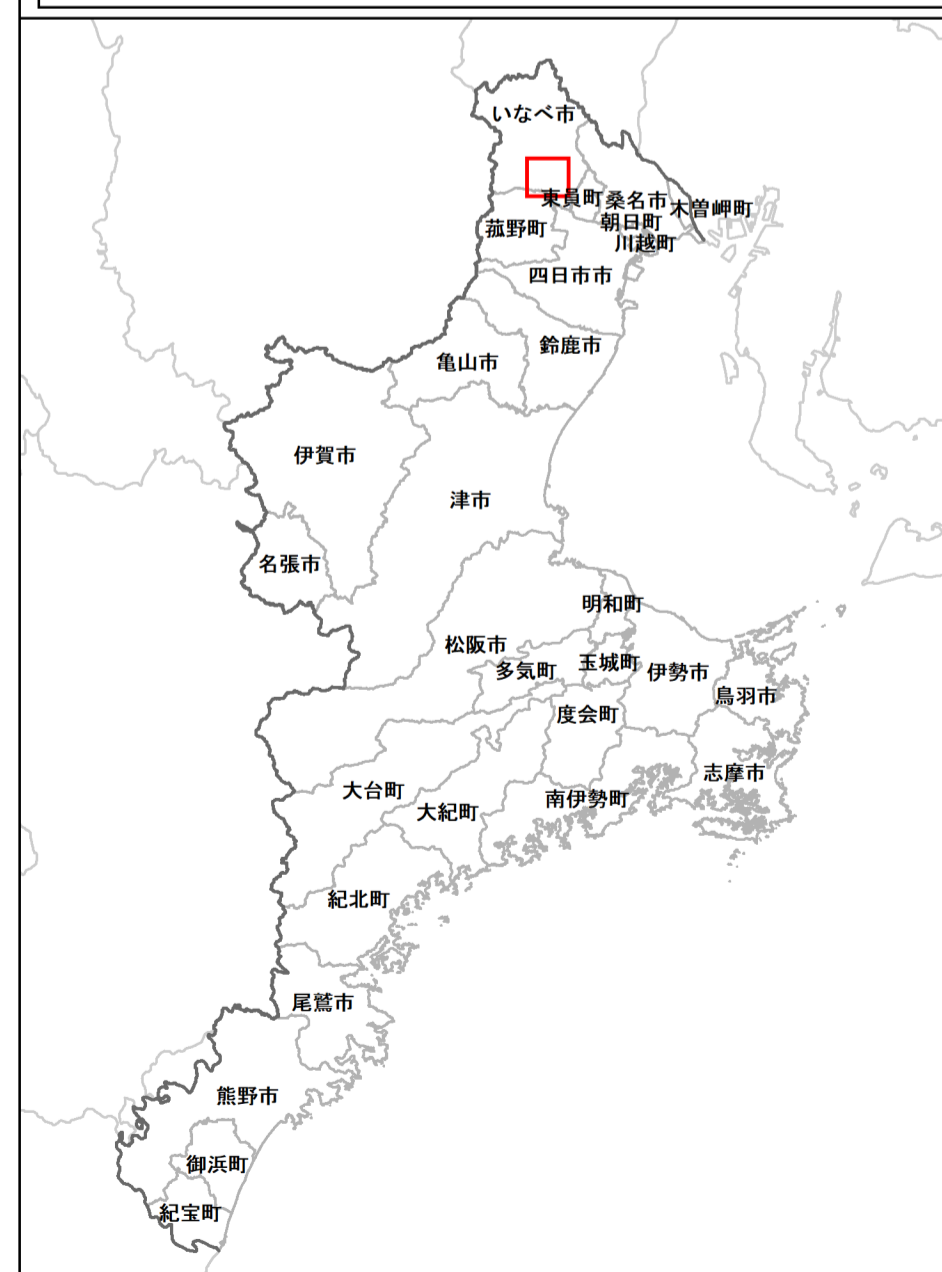 いなべ市
東員町
桑名市
木曽岬町
菰野町
朝日町
川越町
四日市市
鈴鹿市
亀山市
伊賀市
津市
名張市
明和町
松阪市
多気町
玉城町
伊勢市
鳥羽市
度会町
志摩市
大台町
大紀町
南伊勢町
紀北町
尾鷲市
熊野市
御浜町
紀宝町